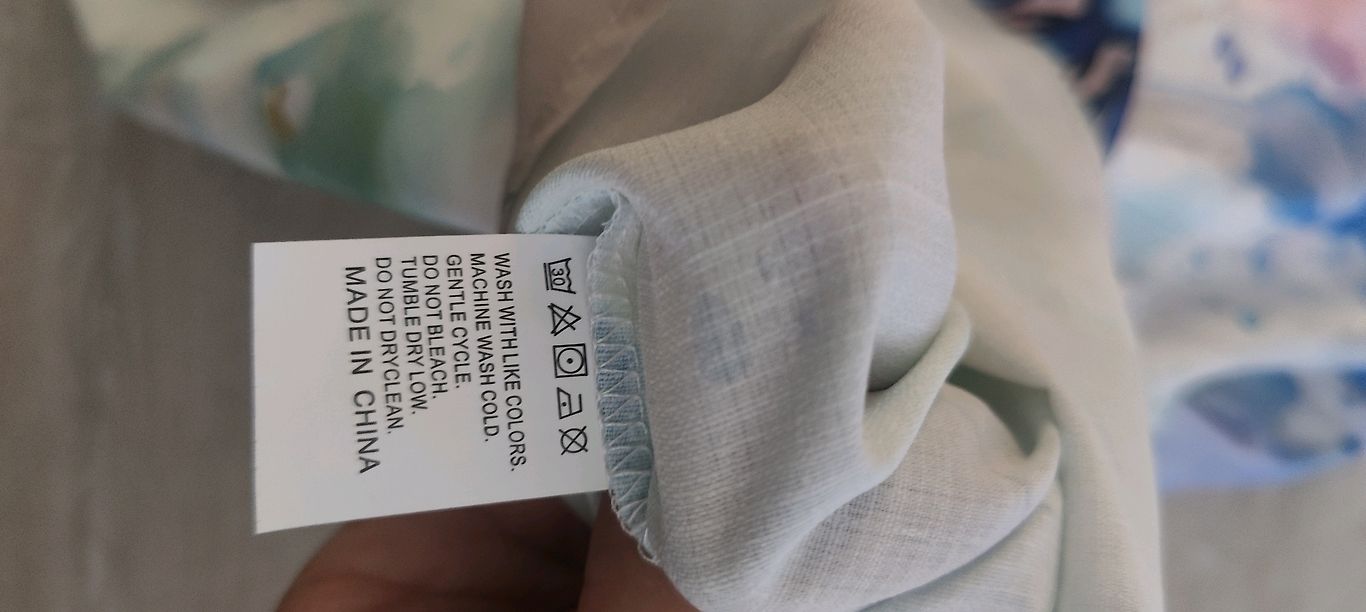 30
WASH WITH LIKE COLORS.
MACHINE WASH COLD.
GENTLE CYCLE.
DO NOT BLEACH.
TUMBLE DRY LOW.
DO NOT DRYCLEAN.
MADE IN CHINA